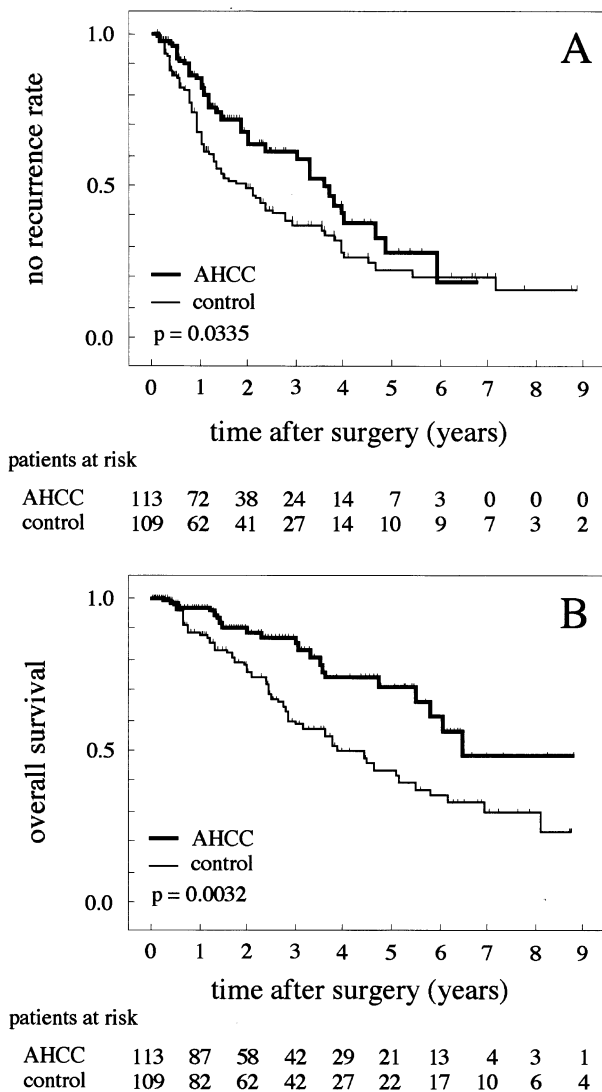 A
no recurrence rate
1.0
0.5
0.0
AHCC
control
p = 0.0335
0 1 2 3 4 5 6 7 8 9
time after surgery (years)
patients at risk
AHCC 113 72 38 24 14 7 3 0 0 0
control 109 62 41 27 14 10 9 7 3 2
B
overall survival
1.0
0.5
0.0
AHCC
control
p = 0.0032
0 1 2 3 4 5 6 7 8 9
time after surgery (years)
patients at risk
AHCC 113 87 58 42 29 21 13 4 3 1
control 109 82 62 42 27 22 17 10 6 4